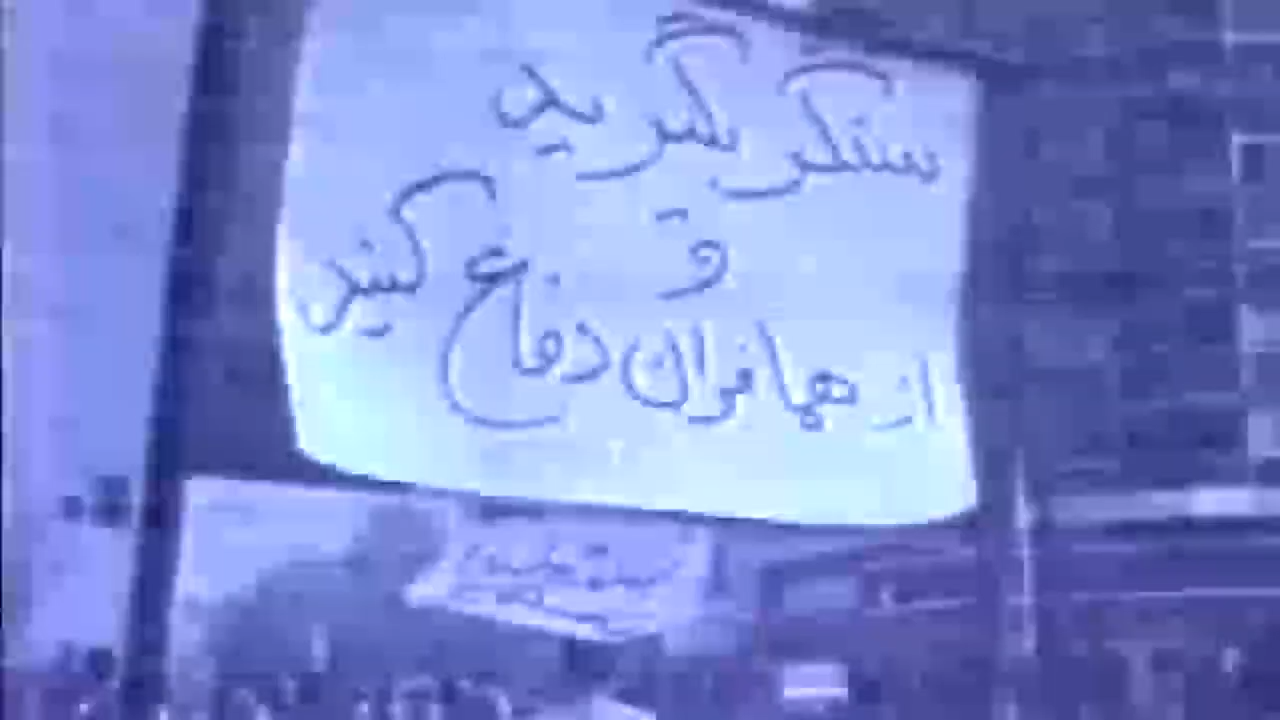 سنگر بگیرید
و
از همافران دفاع کنید